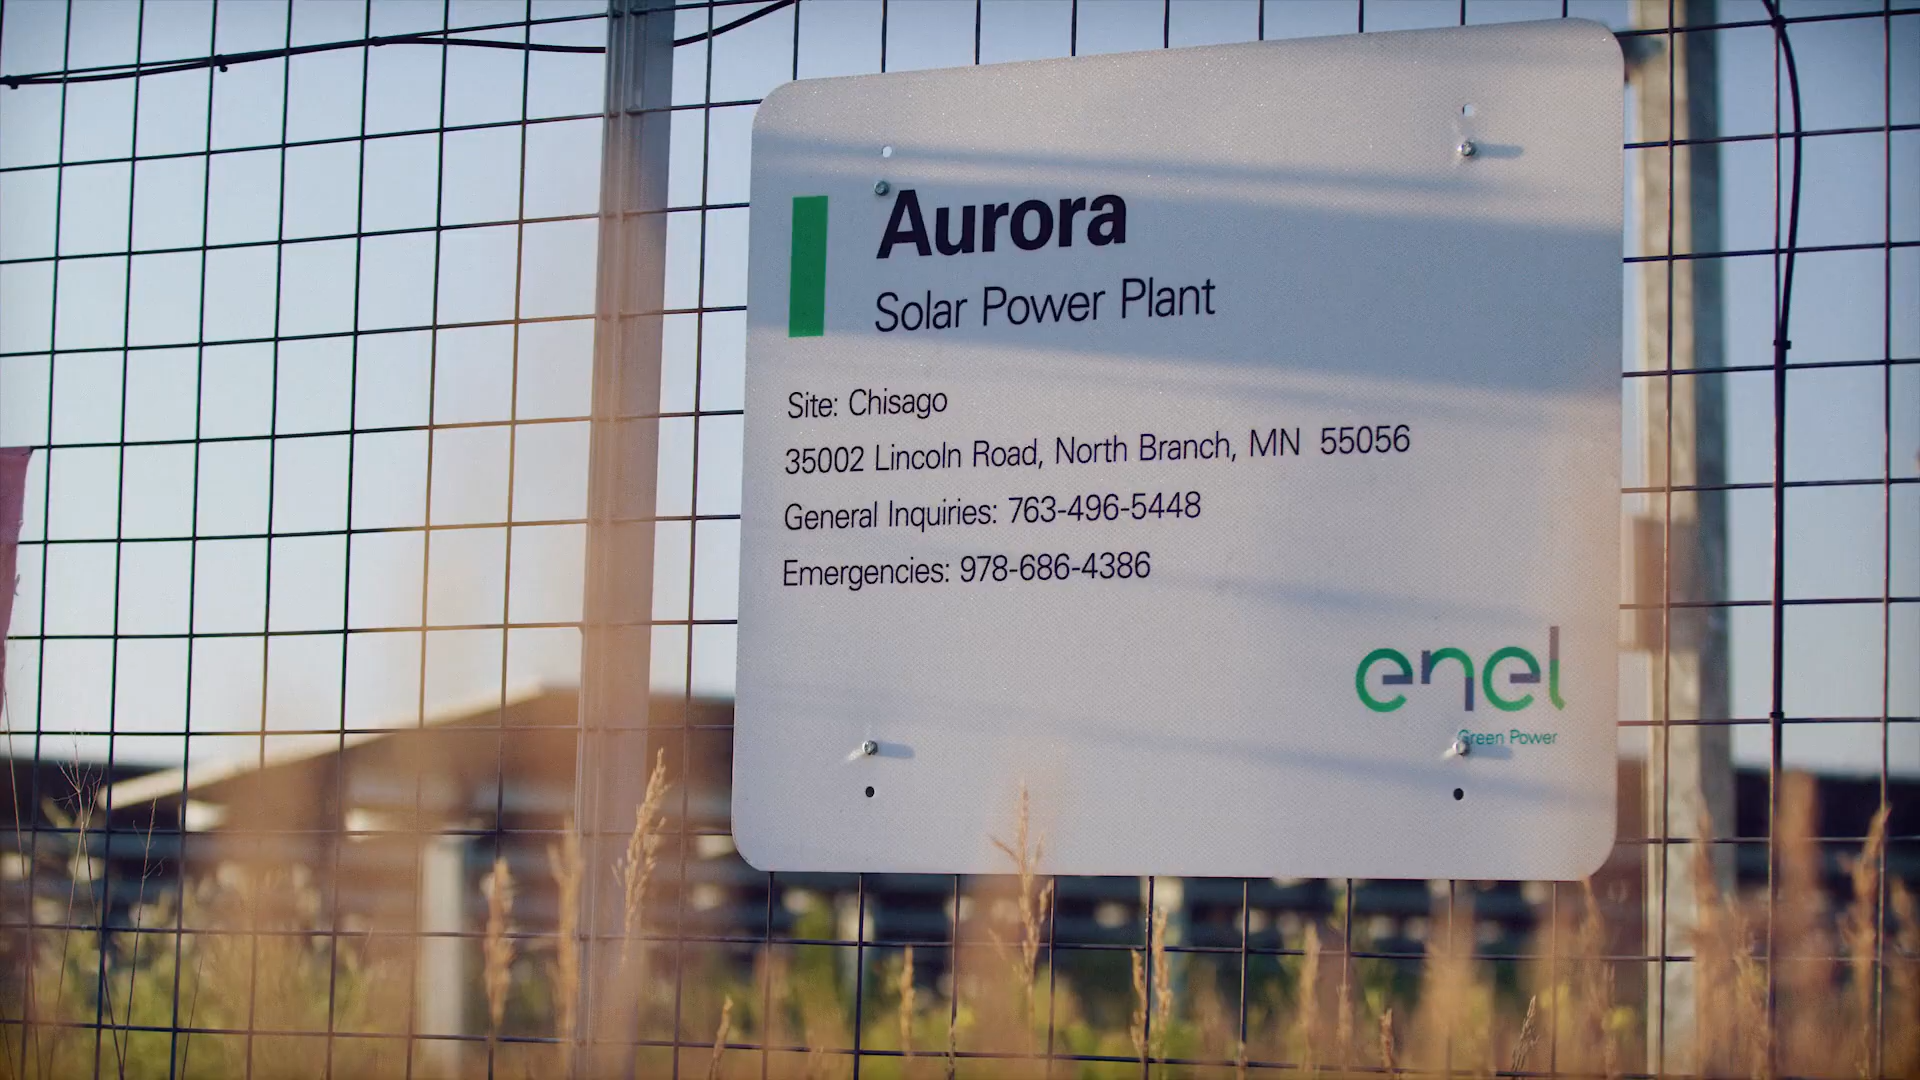 Aurora
Solar Power Plant
Site: Chisago
35002 Lincoln Road, North Branch, MN 55056
General Inquiries: 763-496-5448
Emergencies: 978-686-4386
enel
Green Power